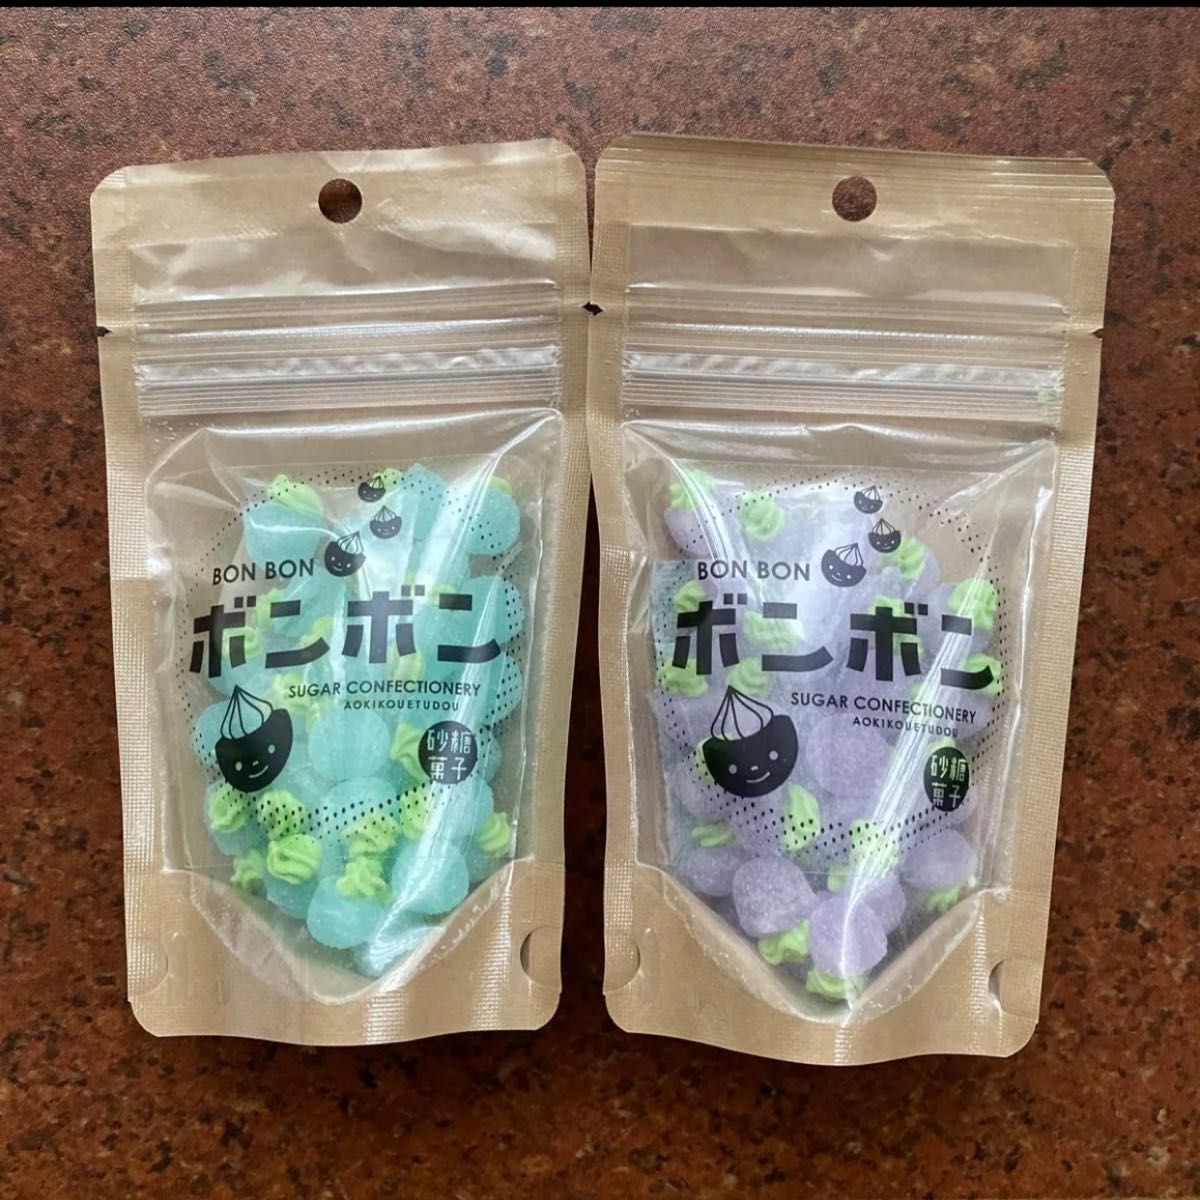 BON BON
ボンボン
SUGAR CONFECTIONERY
AOKIKOUETUDOU
砂糖
菓子
BON BON
ボンボン
SUGAR CONFECTIONERY
AOKIKOUETUDOU
砂糖
菓子